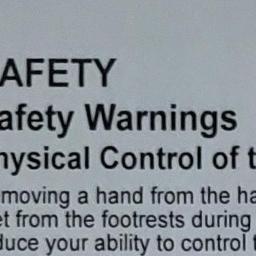 AFETY
afety Warnings
hysical Control of t
moving a hand from the ha
et from the footrests during
duce your ability to control t